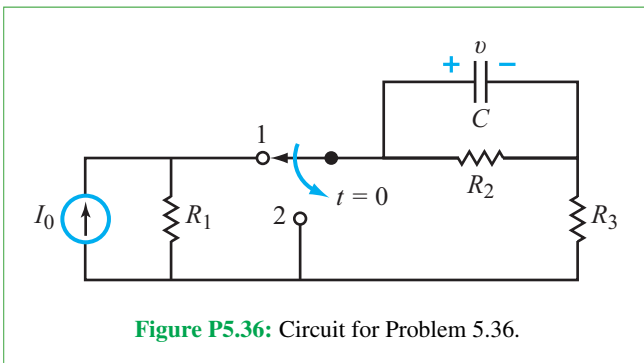 υ
+ −
C
1
R₂
t = 0
I₀
R₁
2
R₃
Figure P5.36: Circuit for Problem 5.36.